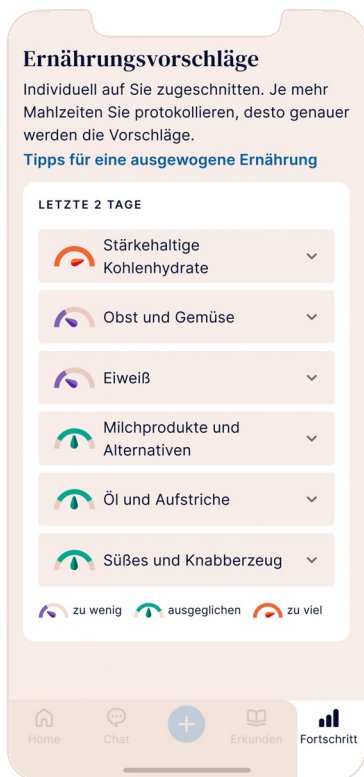 Ernährungsvorschläge
Individuell auf Sie zugeschnitten. Je mehr
Mahlzeiten Sie protokollieren, desto genauer
werden die Vorschläge.
Tipps für eine ausgewogene Ernährung
LETZTE 2 TAGE
Stärkehaltige
Kohlenhydrate
Obst und Gemüse
Eiweiß
Milchprodukte und
Alternativen
Öl und Aufstriche
Süßes und Knabberzeug
zu wenig ausgeglichen zu viel
Home Chat Erkunden Fortschritt